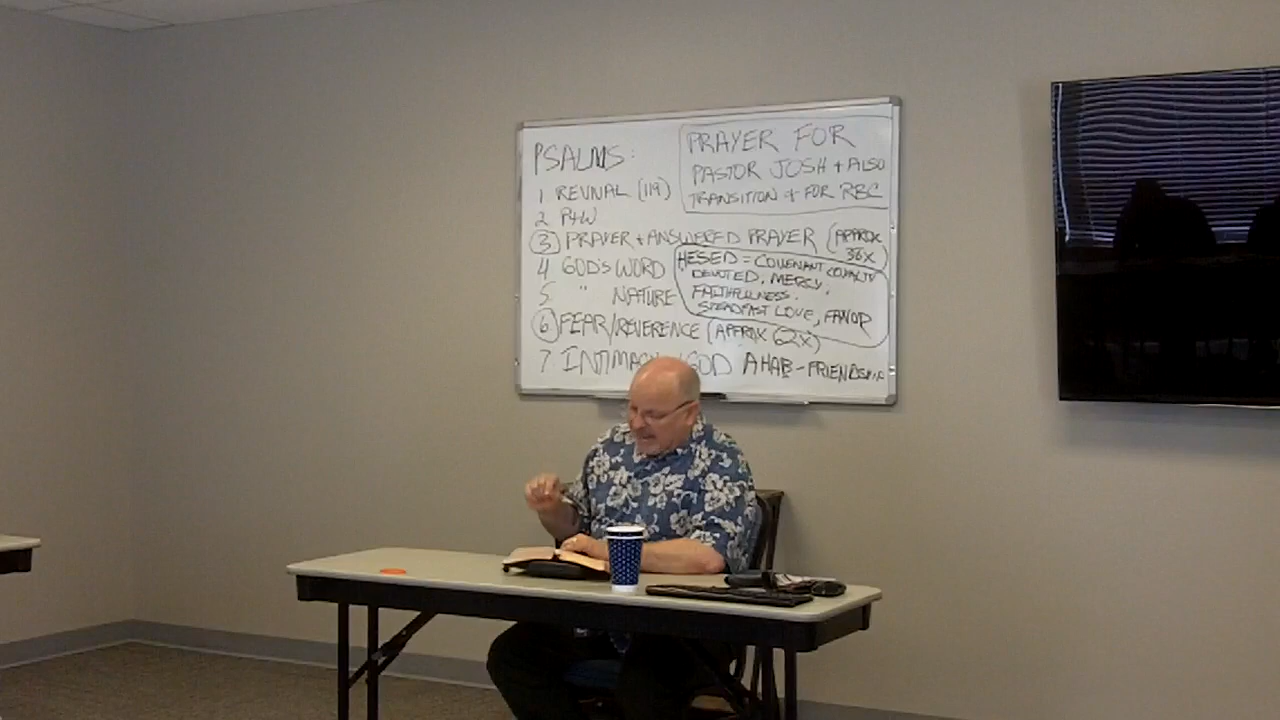 PSALMS:
1 REVIVAL (119)
2 P+W
3 PRAYER + ANSWERED PRAYER (APPROX 36X)
4 GOD'S WORD
5 " NATURE
6 FEAR/REVERENCE (APPROX 62X)
7. INTIMACY GOD AHAB - FRIENDSHIP
PRAYER FOR
PASTOR JOSH + ALSO
TRANSITION + FOR RBC
HESED = COVENANT LOYALTY
DEVOTED, MERCY,
FAITHFULNESS,
STEADFAST LOVE, FAVOR